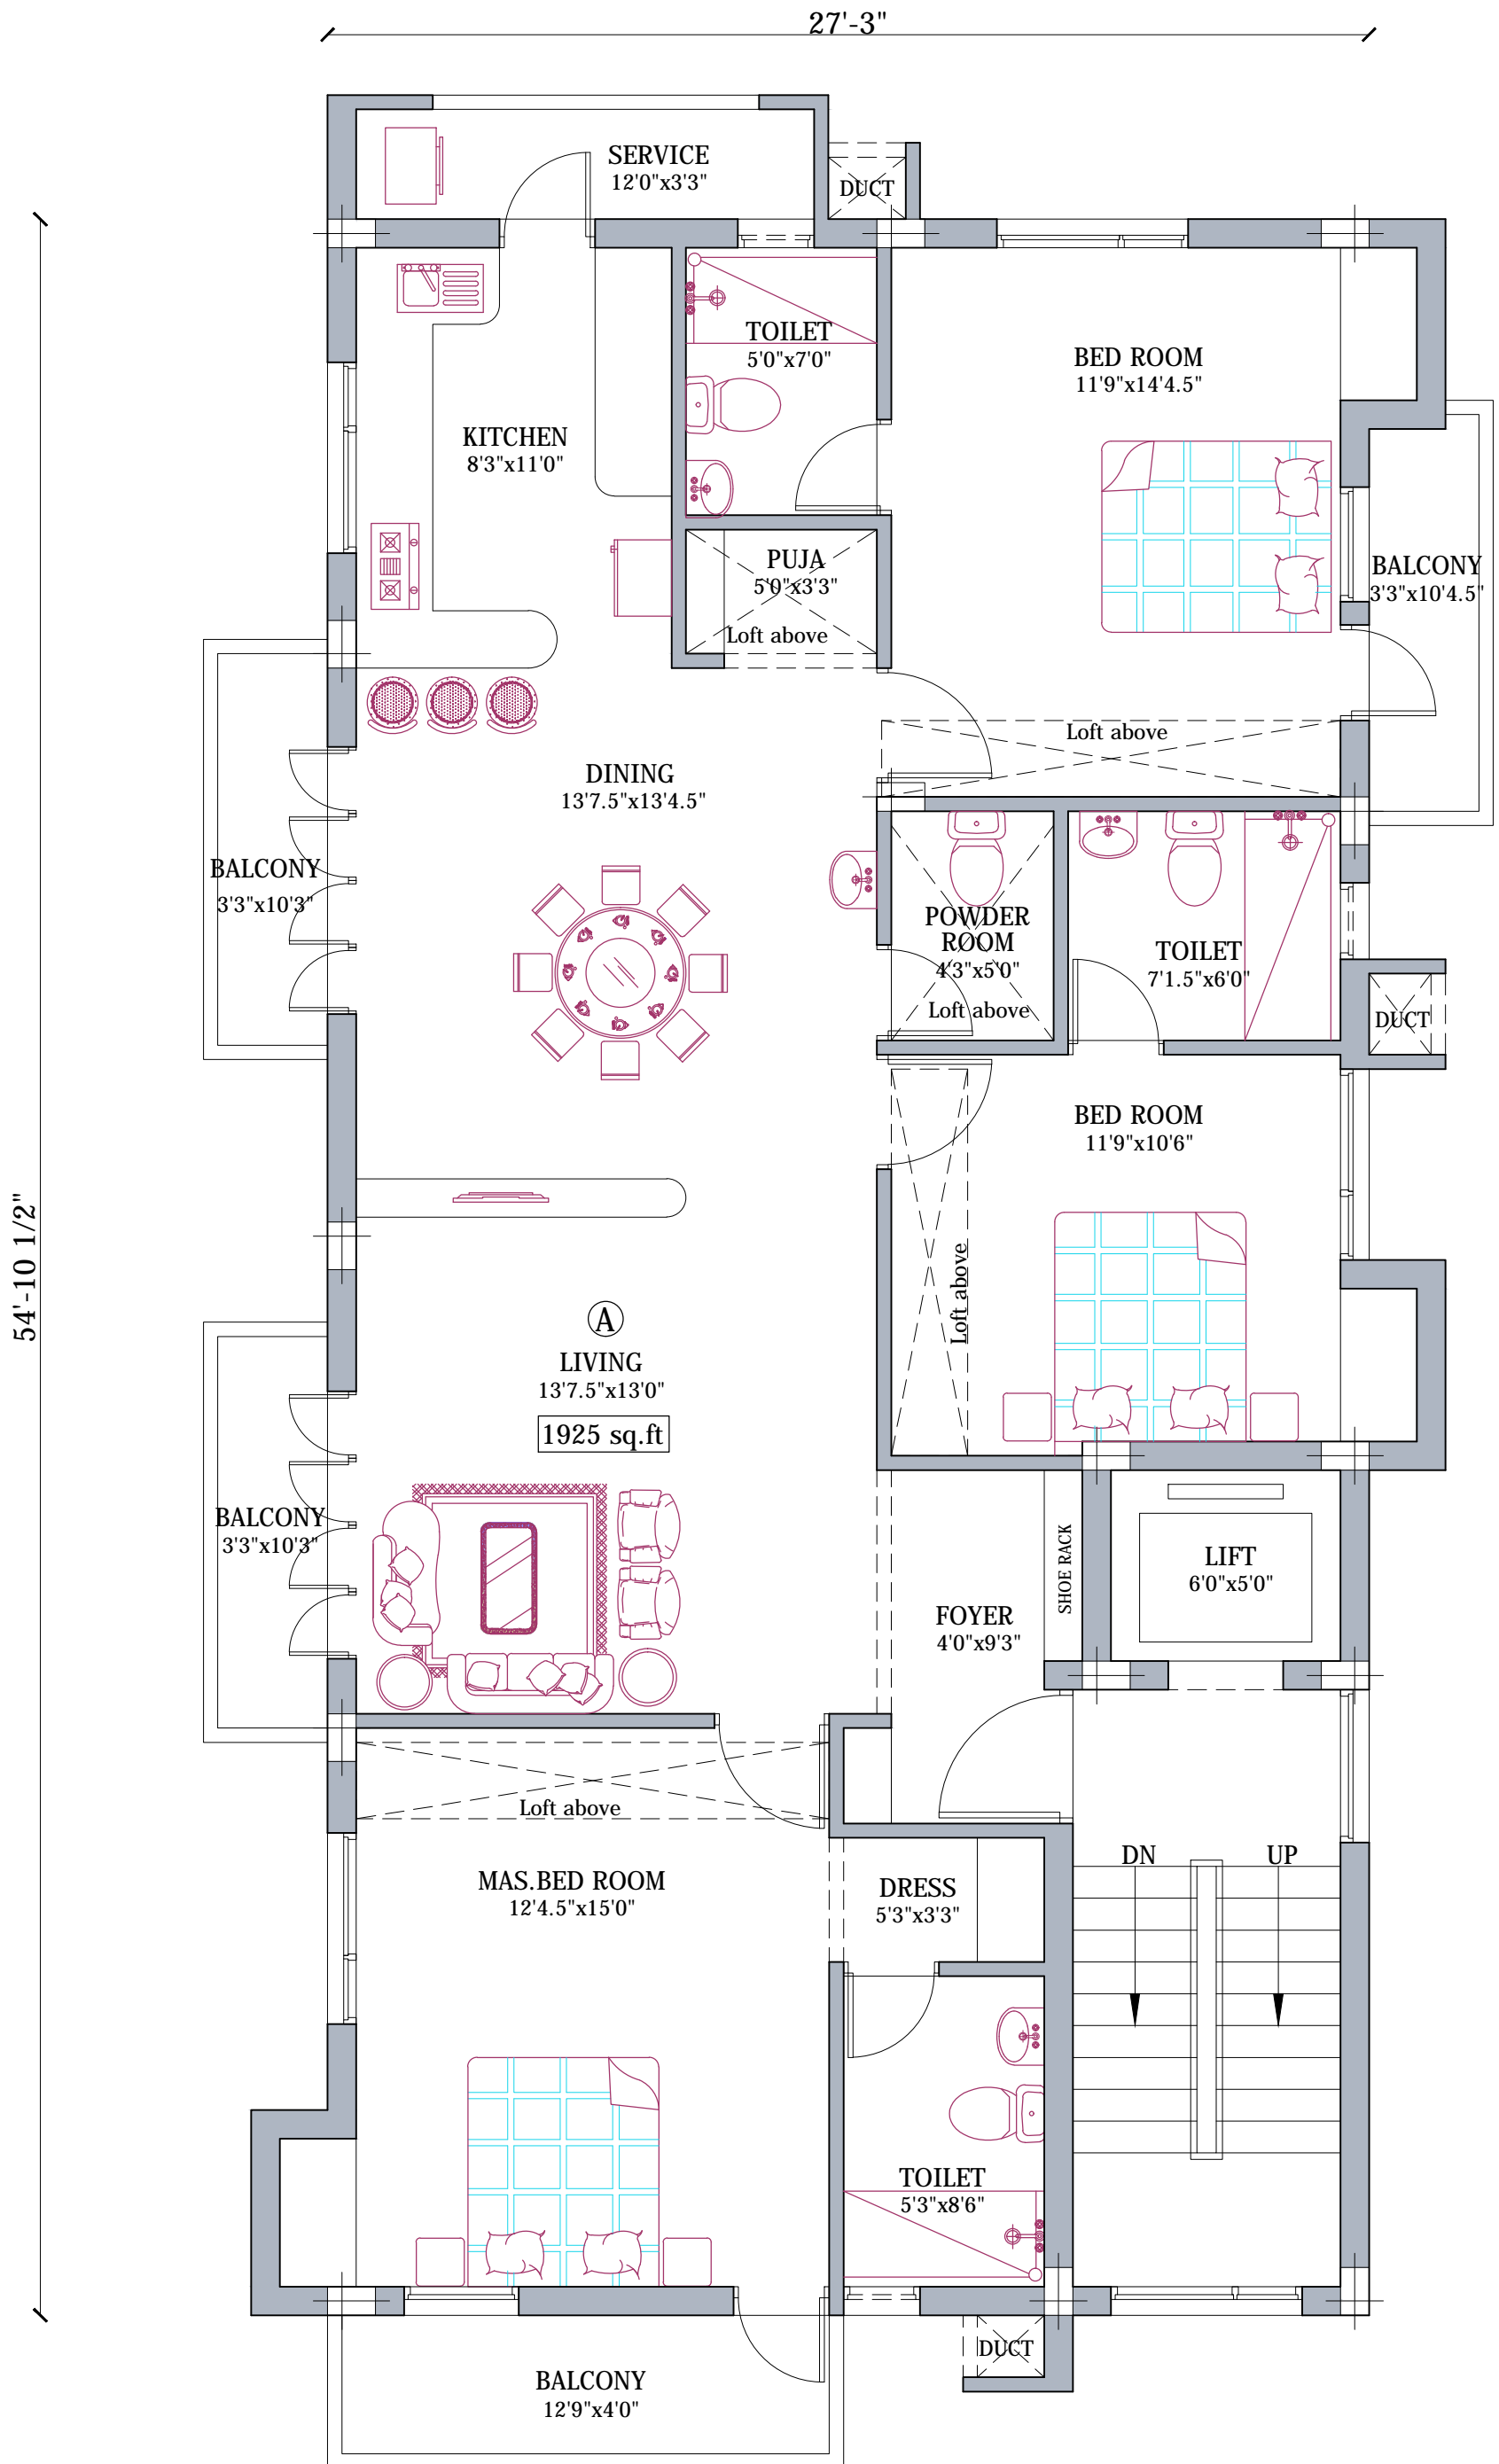 27'-3"
SERVICE
12'0"x3'3"
DUCT
TOILET
5'0"x7'0"
BED ROOM
11'9"x14'4.5"
KITCHEN
8'3"x11'0"
PUJA
5'0"x3'3"
Loft above
BALCONY
3'3"x10'4.5"
Loft above
DINING
13'7.5"x13'4.5"
BALCONY
3'3"x10'3"
POWDER
ROOM
4'3"x5'0"
Loft above
TOILET
7'1.5"x6'0"
DUCT
BED ROOM
11'9"x10'6"
Loft above
54'-10 1/2"
A
LIVING
13'7.5"x13'0"
1925 sq.ft
BALCONY
3'3"x10'3"
SHOE RACK
LIFT
6'0"x5'0"
FOYER
4'0"x9'3"
Loft above
MAS.BED ROOM
12'4.5"x15'0"
DRESS
5'3"x3'3"
DN
UP
TOILET
5'3"x8'6"
DUCT
BALCONY
12'9"x4'0"